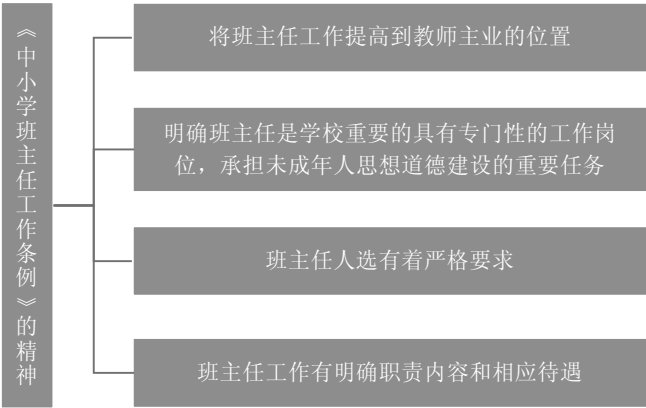 《中小学班主任工作条例》的精神
将班主任工作提高到教师主业的位置
明确班主任是学校重要的具有专门性的工作岗
位，承担未成年人思想道德建设的重要任务
班主任人选有着严格要求
班主任工作有明确职责内容和相应待遇